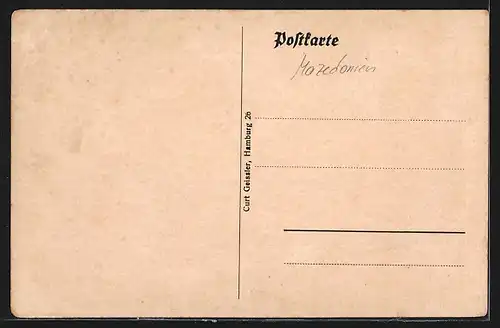 Postkarte
Mazedonien
Curt Geissler, Hamburg 26